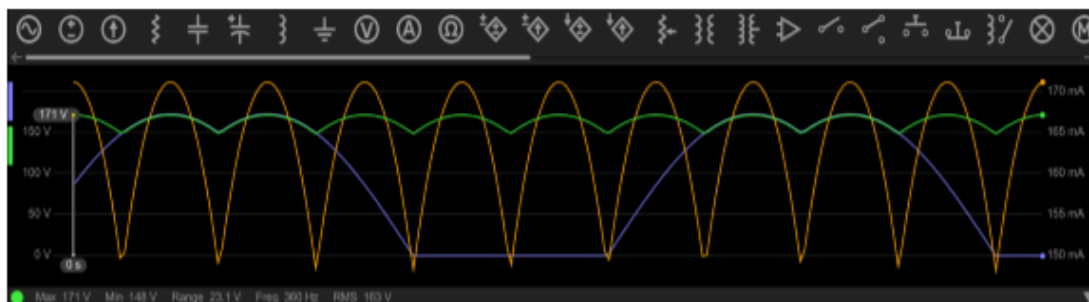 V A Ω M
171 V 170 mA
150 V 165 mA
100 V 160 mA
50 V 155 mA
0 V 150 mA
0 s
Max 171 V Min 148 V Range 23.1 V Freq 360 Hz RMS 163 V